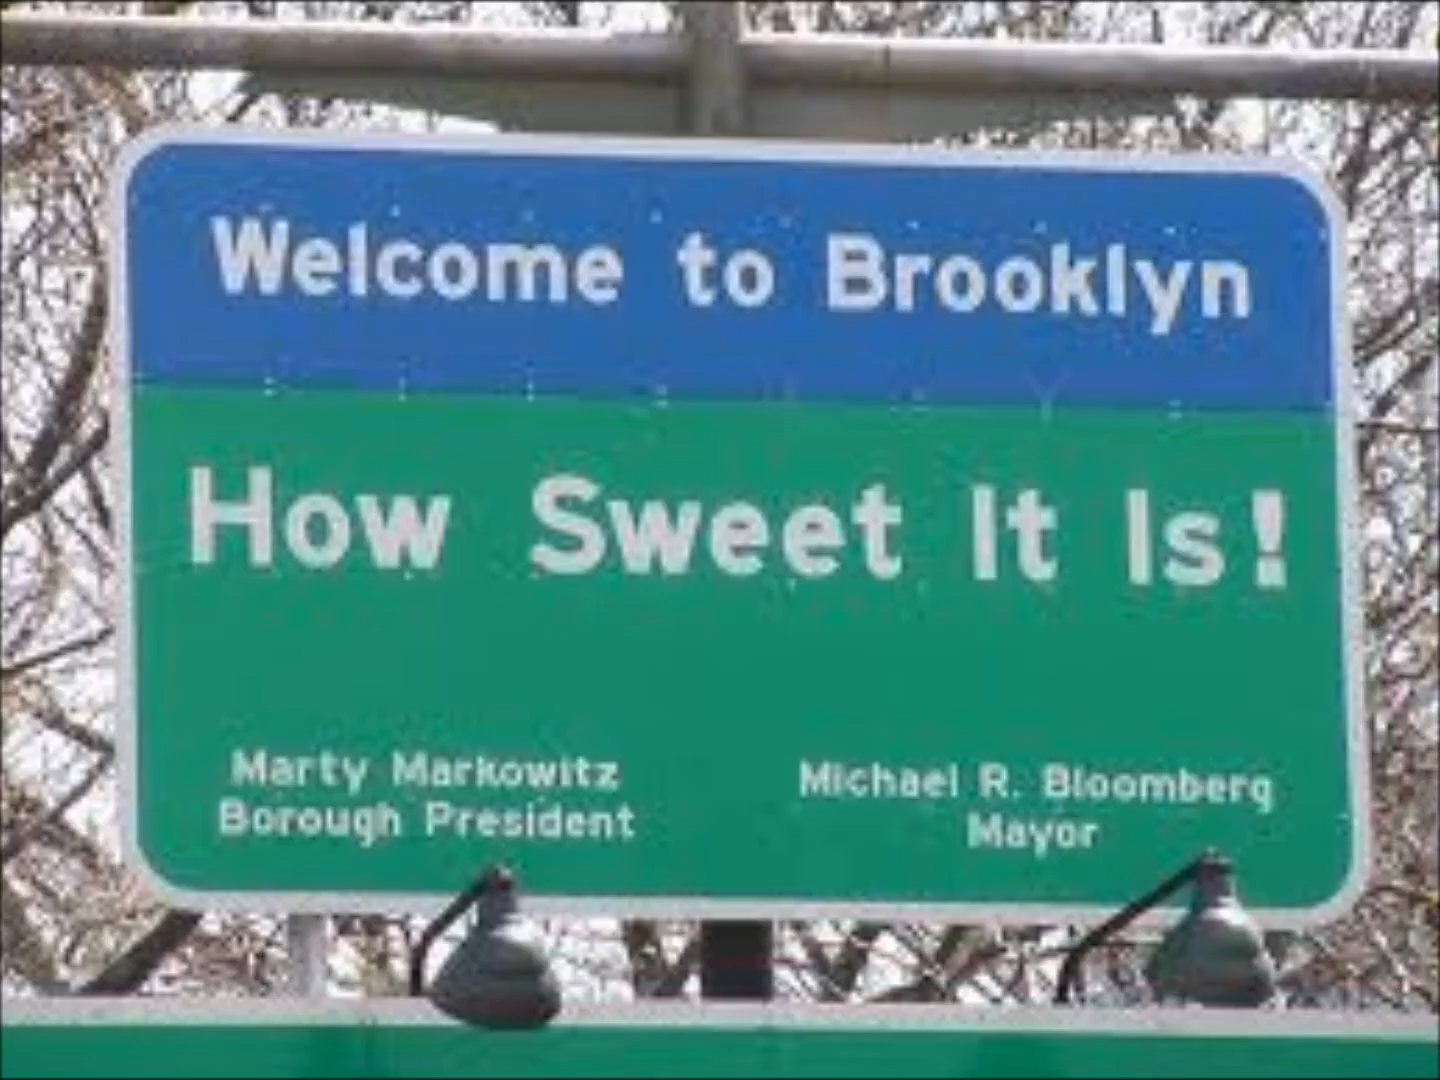 Welcome to Brooklyn
How Sweet It Is!
Marty Markowitz
Borough President
Michael R. Bloomberg
Mayor